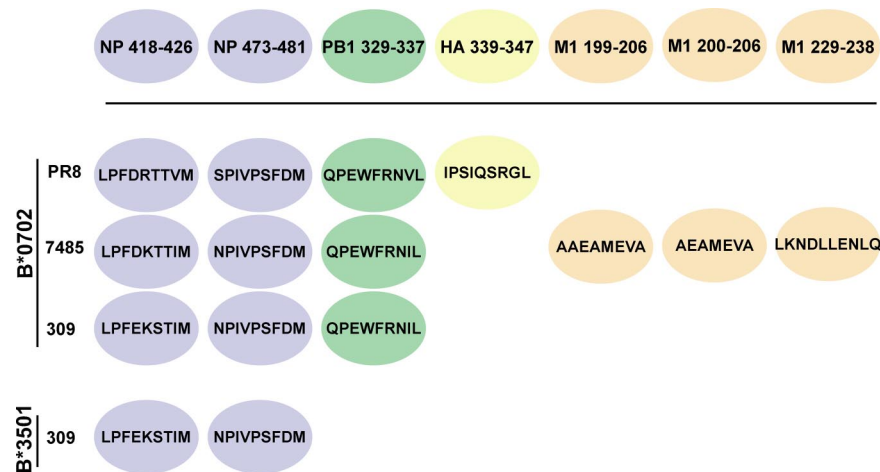 NP 418-426 NP 473-481 PB1 329-337 HA 339-347 M1 199-206 M1 200-206 M1 229-238
B*0702
PR8 LPFDRTTVM SPIVPSFDM QPEWFRNVL IPSIQSRGL
7485 LPFDKTTIM NPIVPSFDM QPEWFRNIL AAEAMEVA AEAMEVA LKNDLLENLQ
309 LPFEKSTIM NPIVPSFDM QPEWFRNIL
B*3501
309 LPFEKSTIM NPIVPSFDM